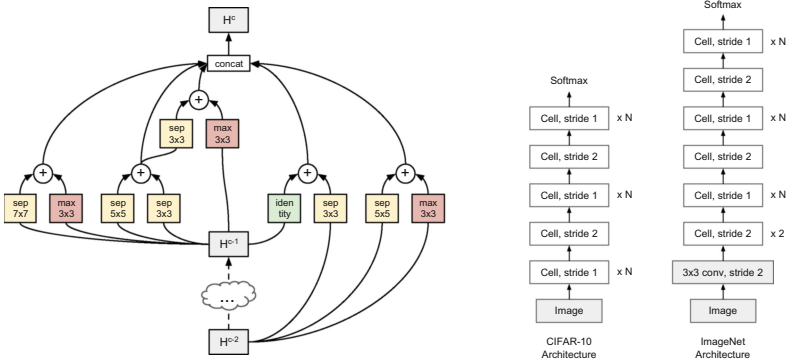 H^c
concat
+
sep
3x3
max
3x3
+
+
+
+
sep
7x7
max
3x3
sep
5x5
sep
3x3
iden
tity
sep
3x3
sep
5x5
max
3x3
H^c-1
...
H^c-2
Softmax
Cell, stride 1 x N
Cell, stride 2
Cell, stride 1 x N
Cell, stride 2
Cell, stride 1 x N
Image
CIFAR-10
Architecture
Softmax
Cell, stride 1 x N
Cell, stride 2
Cell, stride 1 x N
Cell, stride 2
Cell, stride 1 x N
Cell, stride 2 x 2
3x3 conv, stride 2
Image
ImageNet
Architecture